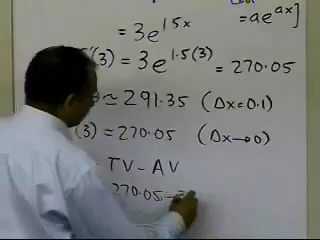 = 3e^{1.5x} = ae^{ax}]
(3) = 3e^{1.5(3)} = 270.05
≃ 291.35 (Δx=0.1)
(3) = 270.05 (Δx→0)
TV - AV
270.05 -